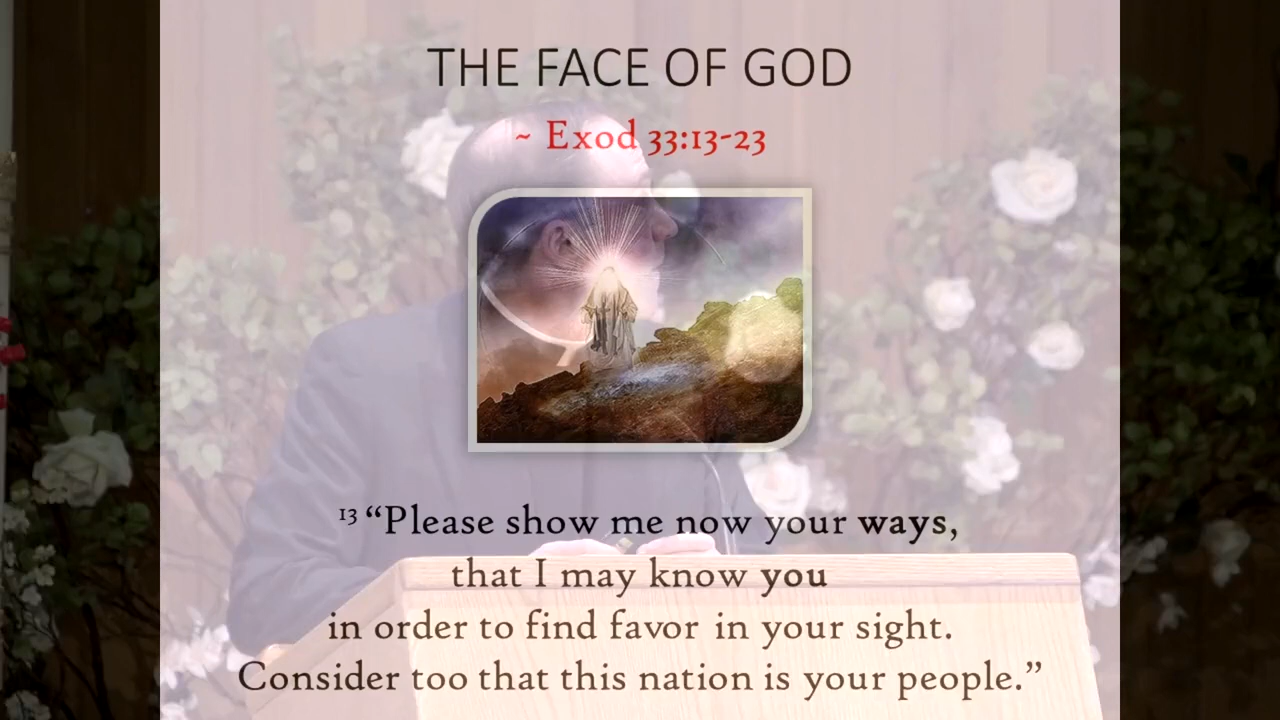 THE FACE OF GOD
~ Exod 33:13-23
13 “Please show me now your ways,
that I may know you
in order to find favor in your sight.
Consider too that this nation is your people.”